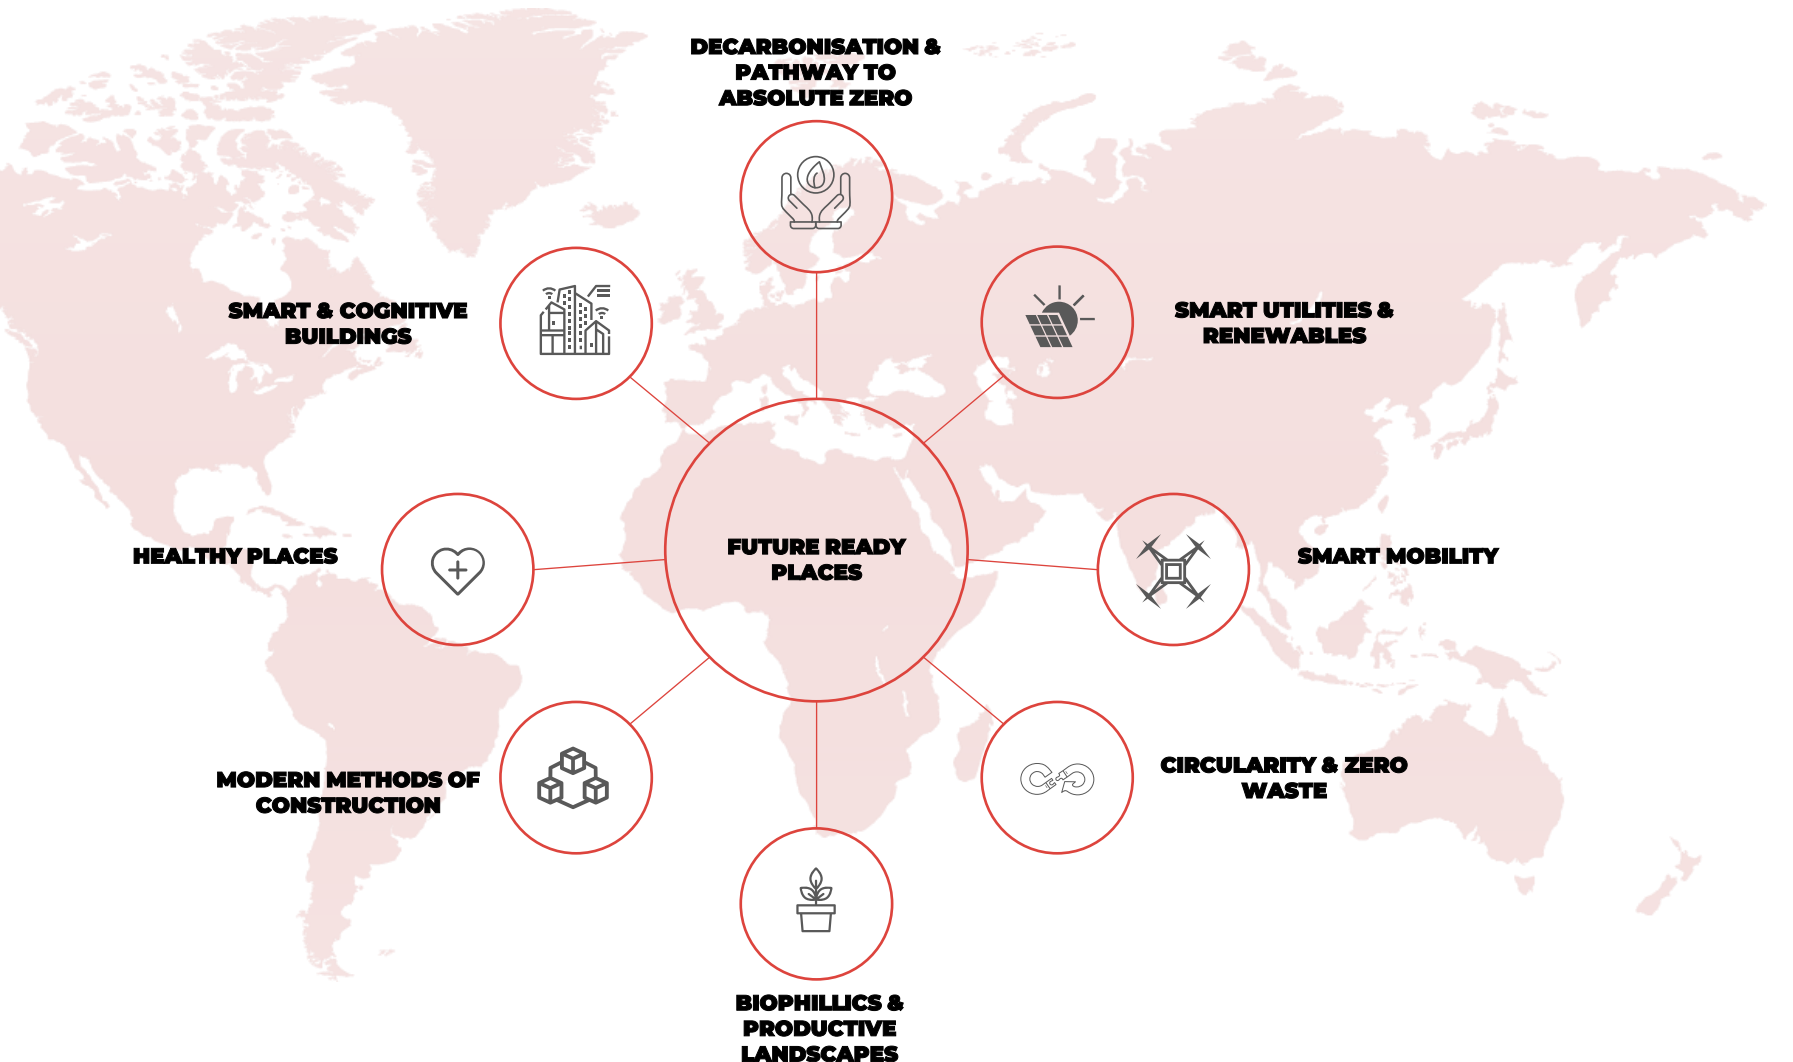 DECARBONISATION &
PATHWAY TO
ABSOLUTE ZERO
SMART & COGNITIVE
BUILDINGS
SMART UTILITIES &
RENEWABLES
HEALTHY PLACES
FUTURE READY
PLACES
SMART MOBILITY
MODERN METHODS OF
CONSTRUCTION
CIRCULARITY & ZERO
WASTE
BIOPHILLICS &
PRODUCTIVE
LANDSCAPES